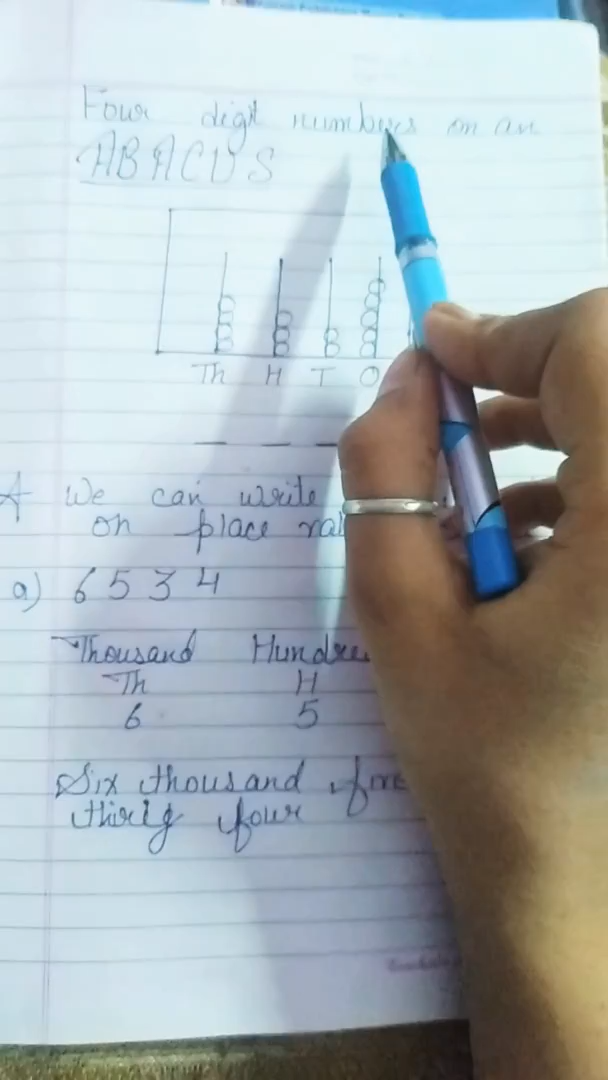 Four digit numbers on an
ABACUS
Th H T O
A We can write
on place val
a) 6 5 3 4
Thousand Hundre
Th H
6 5
Six thousand five
thirty four